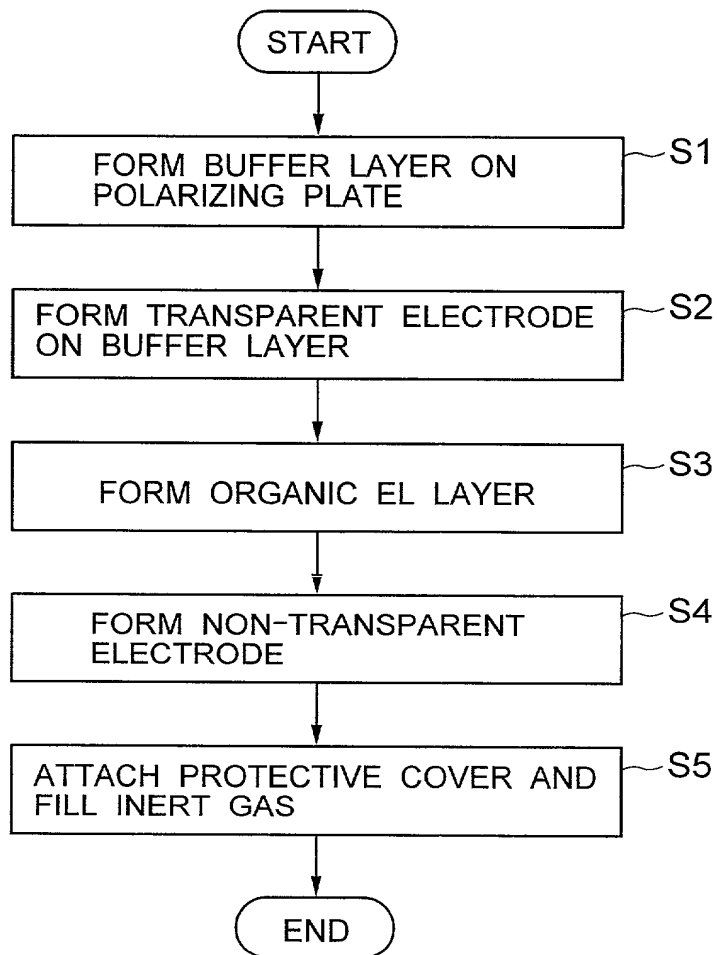 START
FORM BUFFER LAYER ON
POLARIZING PLATE
S1
FORM TRANSPARENT ELECTRODE
ON BUFFER LAYER
S2
FORM ORGANIC EL LAYER
S3
FORM NON-TRANSPARENT
ELECTRODE
S4
ATTACH PROTECTIVE COVER AND
FILL INERT GAS
S5
END